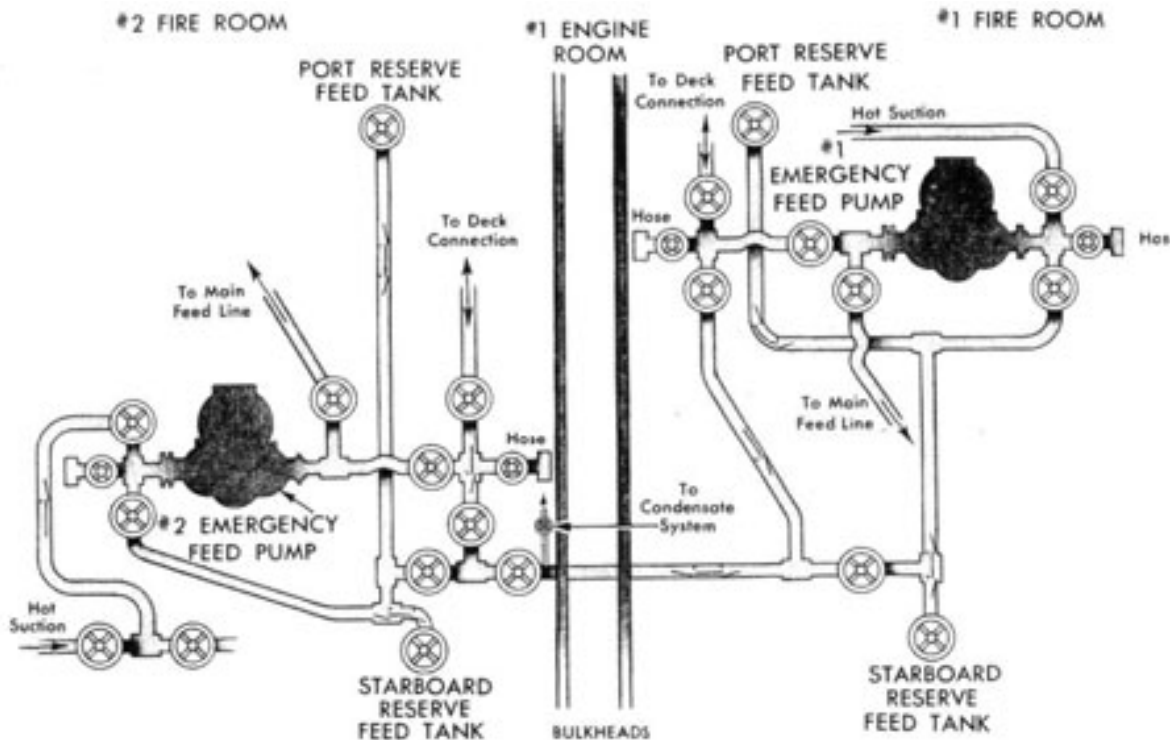 #2 FIRE ROOM
#1 ENGINE
ROOM
#1 FIRE ROOM
PORT RESERVE
FEED TANK
To Deck
Connection
PORT RESERVE
FEED TANK
Hot Suction
#1
EMERGENCY
FEED PUMP
Hose
Hos
To Deck
Connection
To Main
Feed Line
To Main
Feed Line
Hose
#2 EMERGENCY
FEED PUMP
To
Condensate
System
Hot
Suction
STARBOARD
RESERVE
FEED TANK
BULKHEADS
STARBOARD
RESERVE
FEED TANK